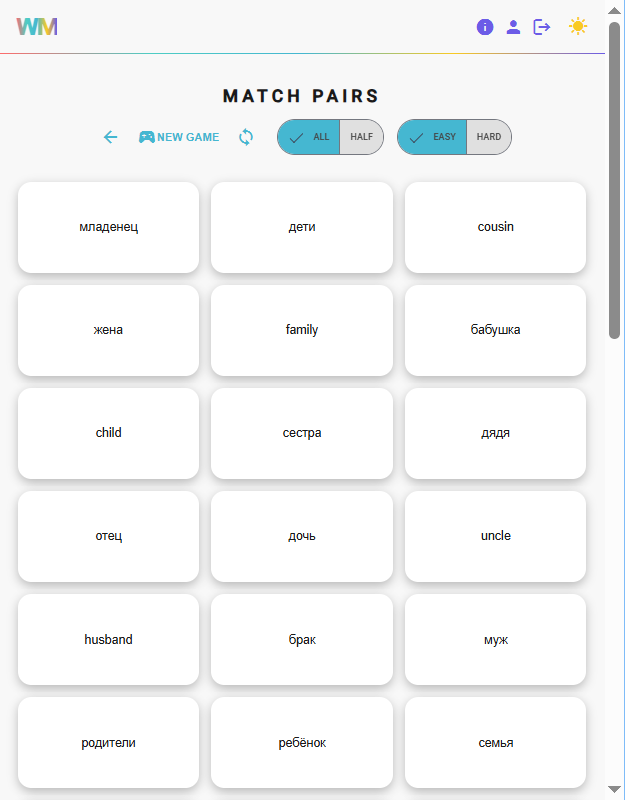 WM
MATCH PAIRS
NEW GAME ALL HALF EASY HARD
младенец дети cousin
жена family бабушка
child сестра дядя
отец дочь uncle
husband брак муж
родители ребёнок семья